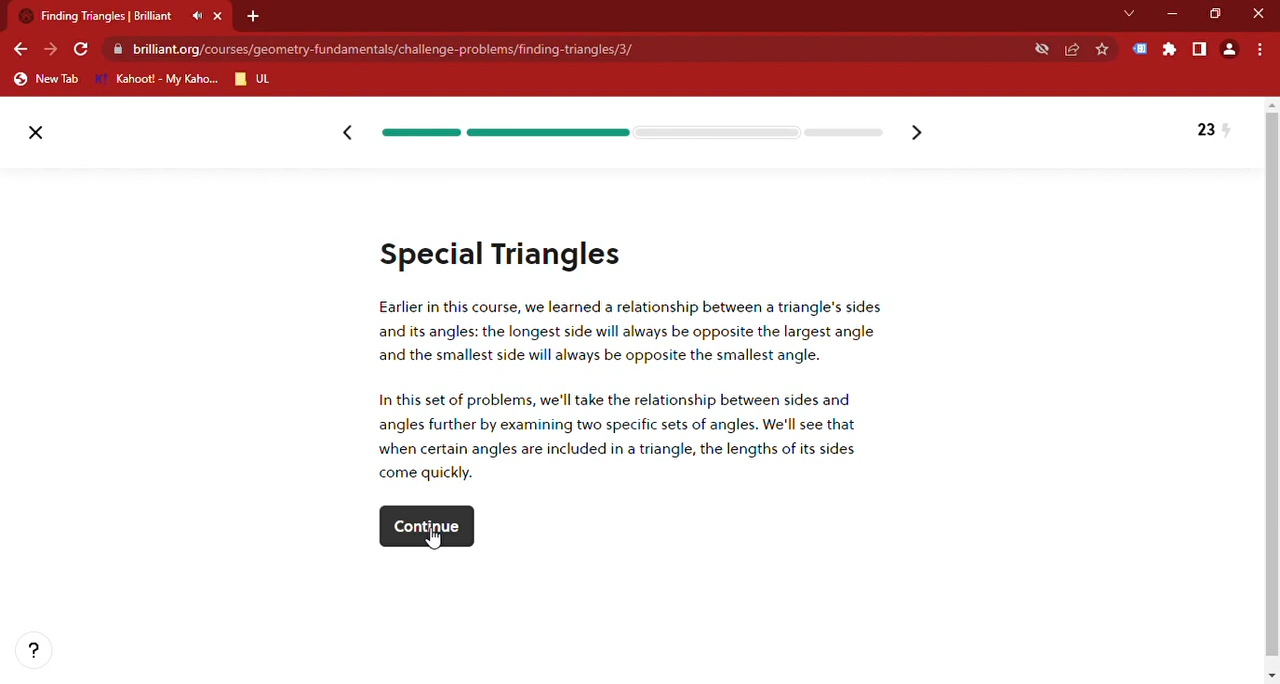 Finding Triangles | Brilliant
brilliant.org/courses/geometry-fundamentals/challenge-problems/finding-triangles/3/
New Tab K! Kahoot! - My Kaho... UL
23
Special Triangles
Earlier in this course, we learned a relationship between a triangle's sides
and its angles: the longest side will always be opposite the largest angle
and the smallest side will always be opposite the smallest angle.
In this set of problems, we'll take the relationship between sides and
angles further by examining two specific sets of angles. We'll see that
when certain angles are included in a triangle, the lengths of its sides
come quickly.
Continue
?